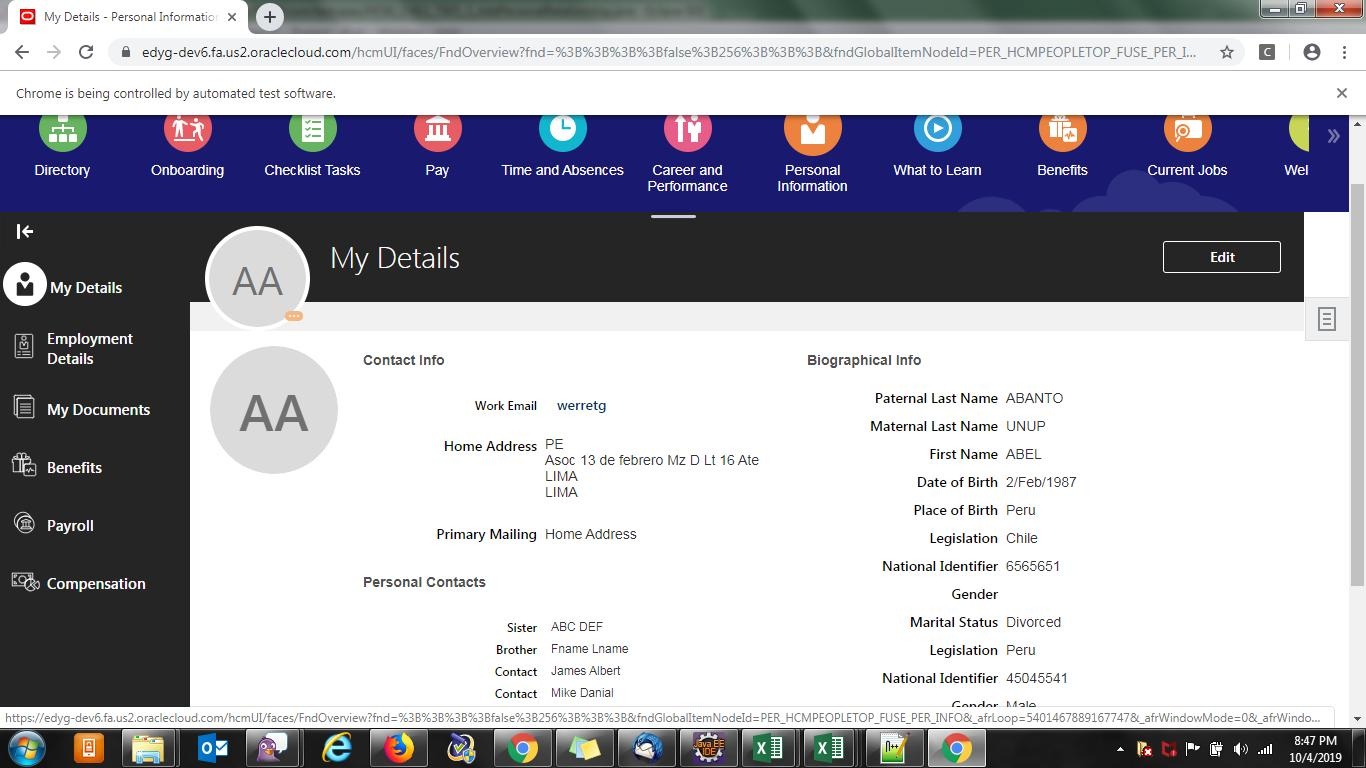 My Details - Personal Information
edyg-dev6.fa.us2.oraclecloud.com/hcmUI/faces/FndOverview?fnd=%3B%3B%3B%3Bfalse%3B256%3B%3B%3B&fndGlobalItemNodeId=PER_HCMPEOPLETOP_FUSE_PER_I...
C
Chrome is being controlled by automated test software.
Directory
Onboarding
Checklist Tasks
Pay
Time and Absences
Career and
Performance
Personal
Information
What to Learn
Benefits
Current Jobs
Wel
AA
My Details
Edit
My Details
Employment
Details
My Documents
Benefits
Payroll
Compensation
AA
Contact Info
Work Email werretg
Home Address PE
Asoc 13 de febrero Mz D Lt 16 Ate
LIMA
LIMA
Primary Mailing Home Address
Personal Contacts
Sister ABC DEF
Brother Fname Lname
Contact James Albert
Contact Mike Danial
Biographical Info
Paternal Last Name ABANTO
Maternal Last Name UNUP
First Name ABEL
Date of Birth 2/Feb/1987
Place of Birth Peru
Legislation Chile
National Identifier 6565651
Gender
Marital Status Divorced
Legislation Peru
National Identifier 45045541
Gender Male
https://edyg-dev6.fa.us2.oraclecloud.com/hcmUI/faces/FndOverview?fnd=%3B%3B%3B%3Bfalse%3B256%3B%3B%3B&fndGlobalItemNodeId=PER_HCMPEOPLETOP_FUSE_PER_INFO&_afrLoop=5401467889167747&_afrWindowMode=0&_afrWindo...
Java EE
IDE
8:47 PM
10/4/2019